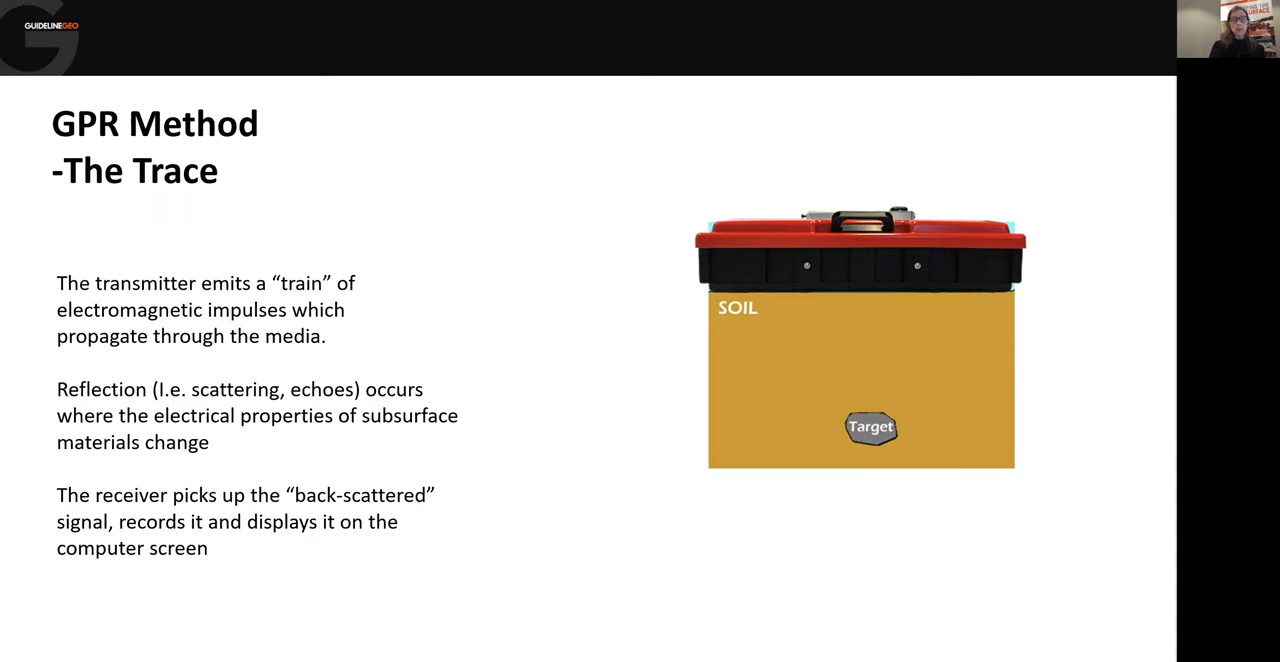 GUIDELINEGEO
GPR Method
-The Trace
The transmitter emits a “train” of
electromagnetic impulses which
propagate through the media.
Reflection (I.e. scattering, echoes) occurs
where the electrical properties of subsurface
materials change
The receiver picks up the “back-scattered”
signal, records it and displays it on the
computer screen
SOIL
Target